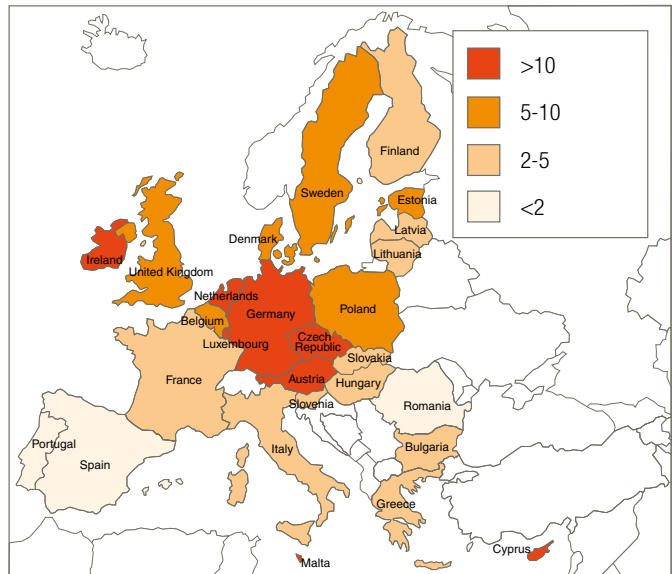 >10
5-10
2-5
<2
Finland
Sweden
Estonia
Latvia
Lithuania
Denmark
Ireland
United Kingdom
Netherlands
Belgium
Germany
Poland
Luxembourg
Czech
Republic
Slovakia
France
Austria
Hungary
Slovenia
Romania
Portugal
Spain
Italy
Bulgaria
Greece
Malta
Cyprus